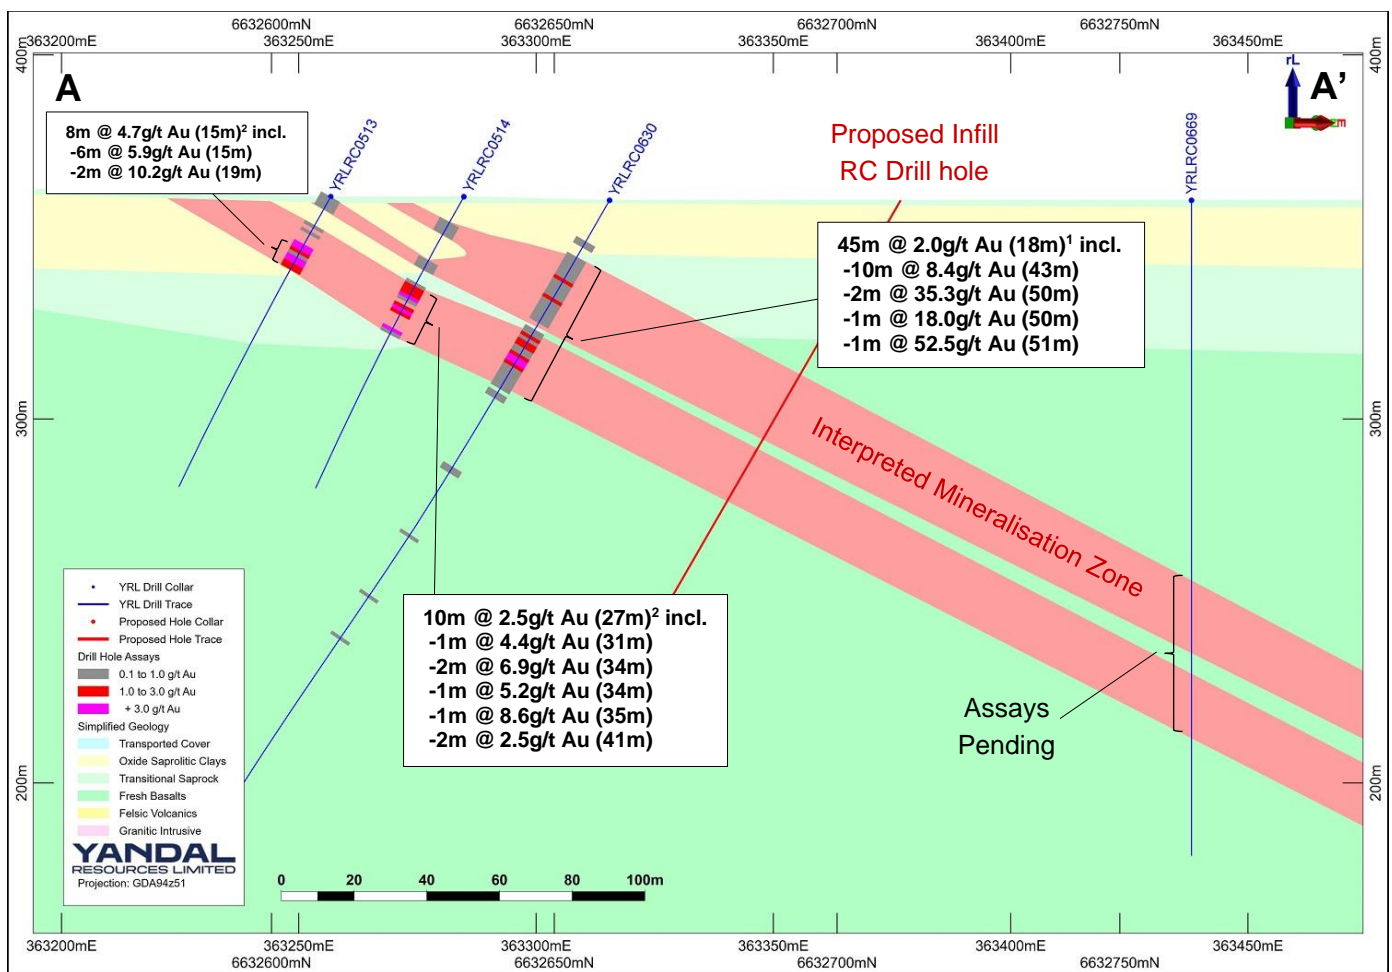 6632600mN 6632650mN 6632700mN 6632750mN
363200mE 363250mE 363300mE 363350mE 363400mE 363450mE
400m
400m
A
A'
rL
E
8m @ 4.7g/t Au (15m)² incl.
-6m @ 5.9g/t Au (15m)
-2m @ 10.2g/t Au (19m)
YRLRC0513
YRLRC0514
YRLRC0630
Proposed Infill
RC Drill hole
YRLRC0669
45m @ 2.0g/t Au (18m)¹ incl.
-10m @ 8.4g/t Au (43m)
-2m @ 35.3g/t Au (50m)
-1m @ 18.0g/t Au (50m)
-1m @ 52.5g/t Au (51m)
300m
300m
Interpreted Mineralisation Zone
10m @ 2.5g/t Au (27m)² incl.
-1m @ 4.4g/t Au (31m)
-2m @ 6.9g/t Au (34m)
-1m @ 5.2g/t Au (34m)
-1m @ 8.6g/t Au (35m)
-2m @ 2.5g/t Au (41m)
Assays
Pending
200m
200m
YRL Drill Collar
YRL Drill Trace
Proposed Hole Collar
Proposed Hole Trace
Drill Hole Assays
0.1 to 1.0 g/t Au
1.0 to 3.0 g/t Au
+ 3.0 g/t Au
Simplified Geology
Transported Cover
Oxide Saprolitic Clays
Transitional Saprock
Fresh Basalts
Felsic Volcanics
Granitic Intrusive
YANDAL
RESOURCES LIMITED
Projection: GDA94z51
0 20 40 60 80 100m
363200mE 363250mE 363300mE 363350mE 363400mE 363450mE
6632600mN 6632650mN 6632700mN 6632750mN